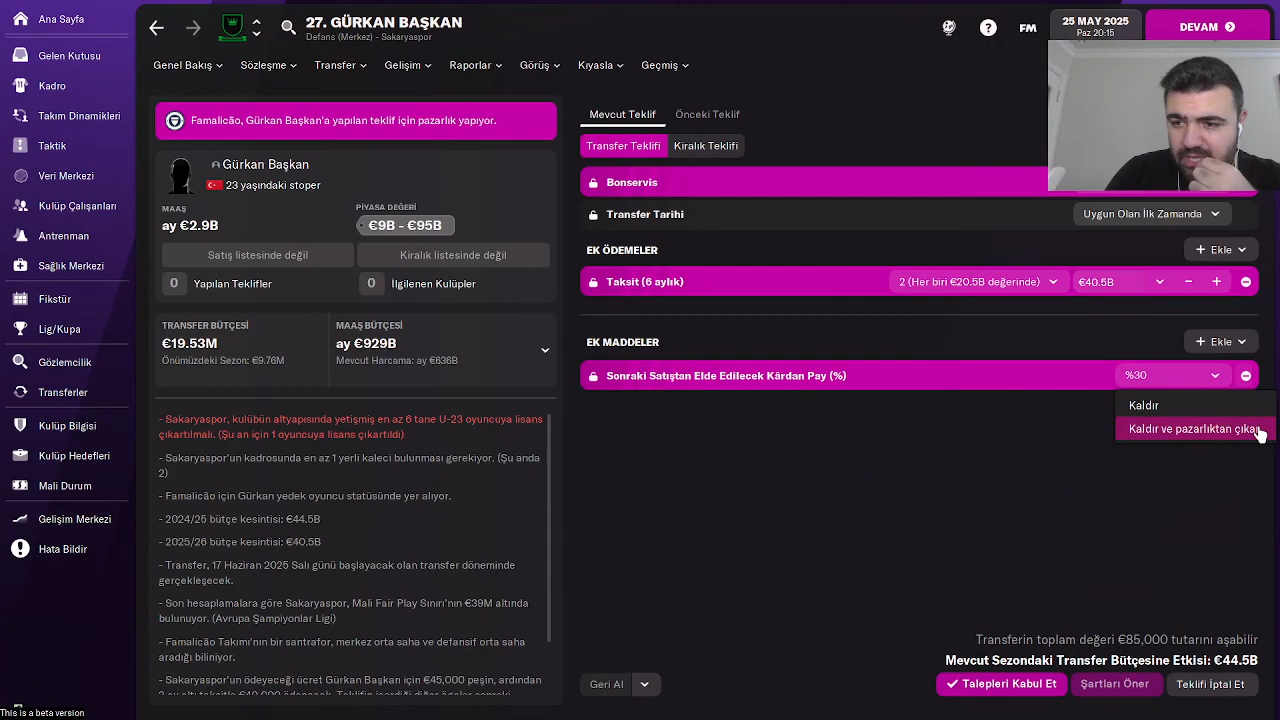 Ana Sayfa
Gelen Kutusu
Kadro
Takım Dinamikleri
Taktik
Veri Merkezi
Kulüp Çalışanları
Antrenman
Sağlık Merkezi
Fikstür
Lig/Kupa
Gözlemcilik
Transferler
Kulüp Bilgisi
Kulüp Hedefleri
Mali Durum
Gelişim Merkezi
Hata Bildir
This is a beta version
27. GÜRKAN BAŞKAN
Defans (Merkez) - Sakaryaspor
FM
25 MAY 2025
Paz 20:15
DEVAM
Genel Bakış
Sözleşme
Transfer
Gelişim
Raporlar
Görüş
Kıyasla
Geçmiş
Famalicão, Gürkan Başkan'a yapılan teklif için pazarlık yapıyor.
Gürkan Başkan
23 yaşındaki stoper
MAAŞ
ay €2.9B
PİYASA DEĞERİ
€9B - €95B
Satış listesinde değil
Kiralık listesinde değil
0 Yapılan Teklifler
0 İlgilenen Kulüpler
TRANSFER BÜTÇESİ
€19.53M
Önümüzdeki Sezon: €9.76M
MAAŞ BÜTÇESİ
ay €929B
Mevcut Harcama: ay €636B
- Sakaryaspor, kulübün altyapısında yetişmiş en az 6 tane U-23 oyuncuya lisans
çıkartılmalı. (Şu an için 1 oyuncuya lisans çıkartıldı)
- Sakaryaspor'un kadrosunda en az 1 yerli kaleci bulunması gerekiyor. (Şu anda
2)
- Famalicão için Gürkan yedek oyuncu statüsünde yer alıyor.
- 2024/25 bütçe kesintisi: €44.5B
- 2025/26 bütçe kesintisi: €40.5B
- Transfer, 17 Haziran 2025 Salı günü başlayacak olan transfer döneminde
gerçekleşecek.
- Son hesaplamalara göre Sakaryaspor, Mali Fair Play Sınırı'nın €39M altında
bulunuyor. (Avrupa Şampiyonlar Ligi)
- Famalicão Takımı'nın bir santrafor, merkez orta saha ve defansif orta saha
aradığı biliniyor.
- Sakaryaspor'un ödeyeceği ücret Gürkan Başkan için €45,000 peşin, ardından
Mevcut Teklif
Önceki Teklif
Transfer Teklifi
Kiralık Teklifi
Bonservis
Transfer Tarihi
Uygun Olan İlk Zamanda
EK ÖDEMELER
Ekle
Taksit (6 aylık)
2 (Her biri €20.5B değerinde)
€40.5B
EK MADDELER
Ekle
Sonraki Satıştan Elde Edilecek Kârdan Pay (%)
%30
Kaldır
Kaldır ve pazarlıktan çıkar
Transferin toplam değeri €85,000 tutarını aşabilir
Mevcut Sezondaki Transfer Bütçesine Etkisi: €44.5B
Geri Al
Talepleri Kabul Et
Şartları Öner
Teklifi İptal Et